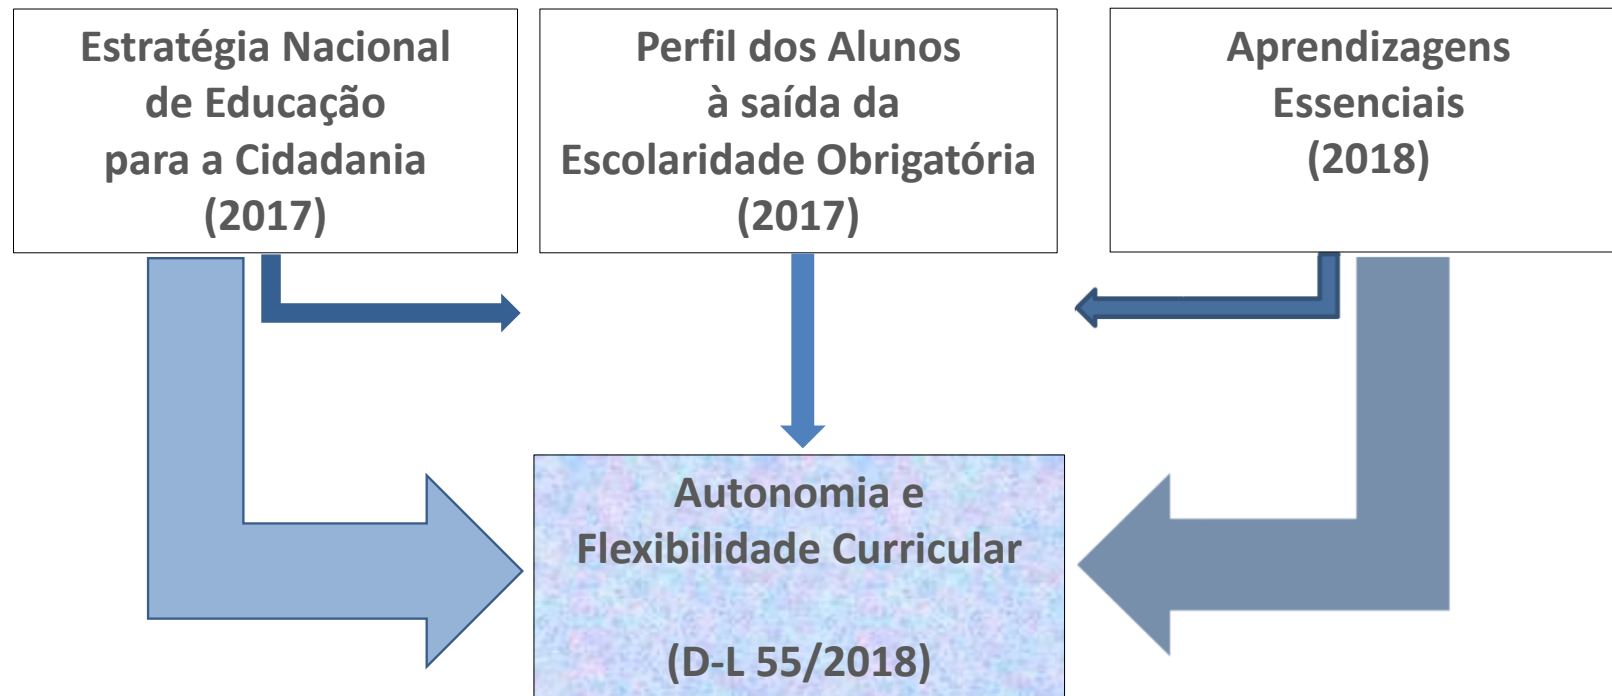 Estratégia Nacional
de Educação
para a Cidadania
(2017)
Perfil dos Alunos
à saída da
Escolaridade Obrigatória
(2017)
Aprendizagens
Essenciais
(2018)
Autonomia e
Flexibilidade Curricular
(D-L 55/2018)